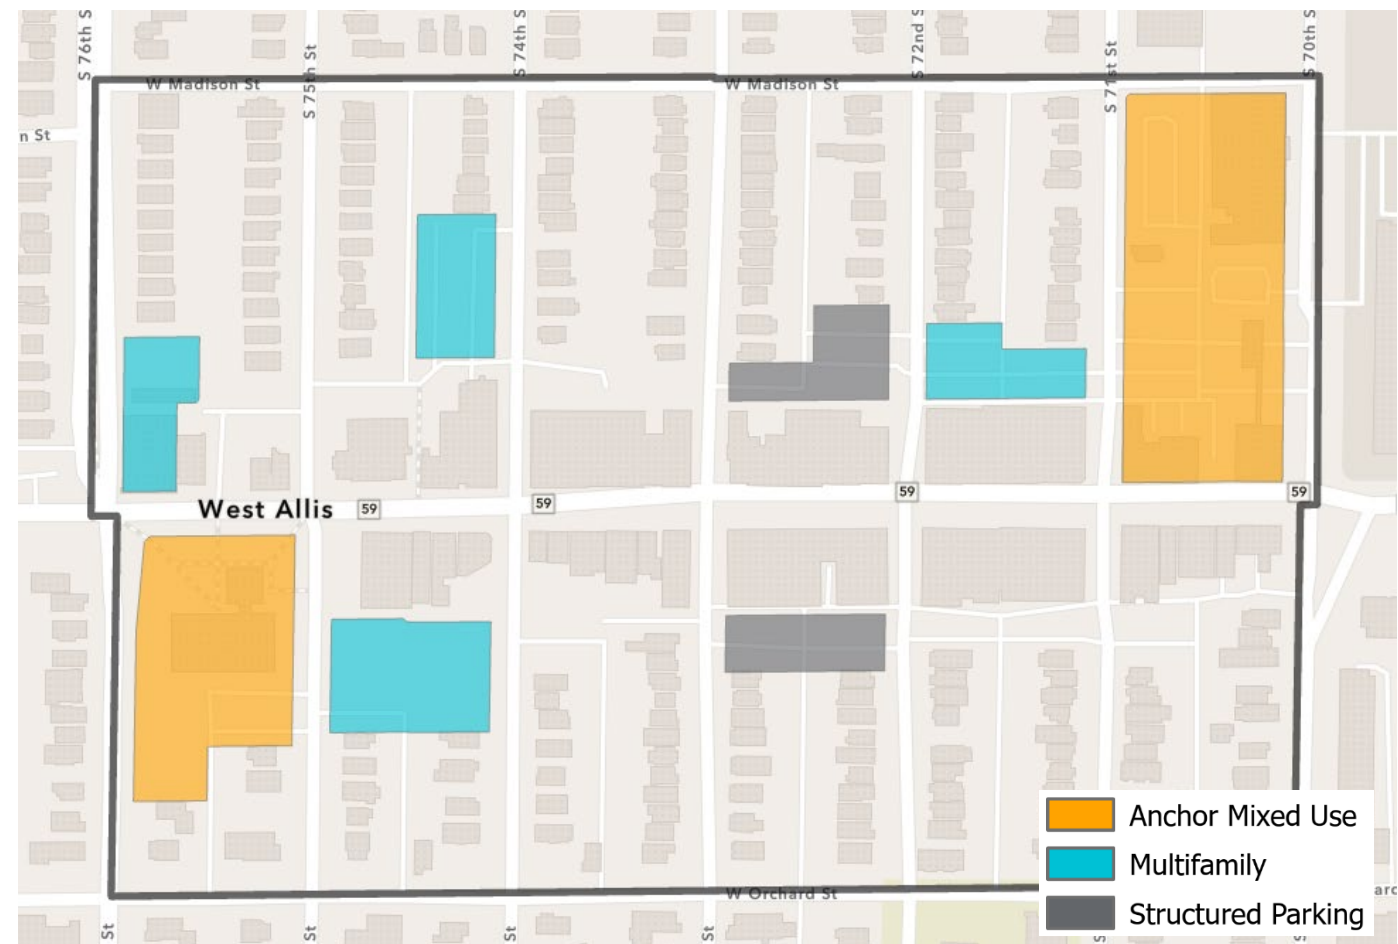 S 76th S
S 75th St
S 74th S
S 72nd S
S 71st St
S 70th S
W Madison St
W Madison St
n St
West Allis
59
59
59
59
Anchor Mixed Use
Multifamily
Structured Parking
W Orchard St
St
St
St
St